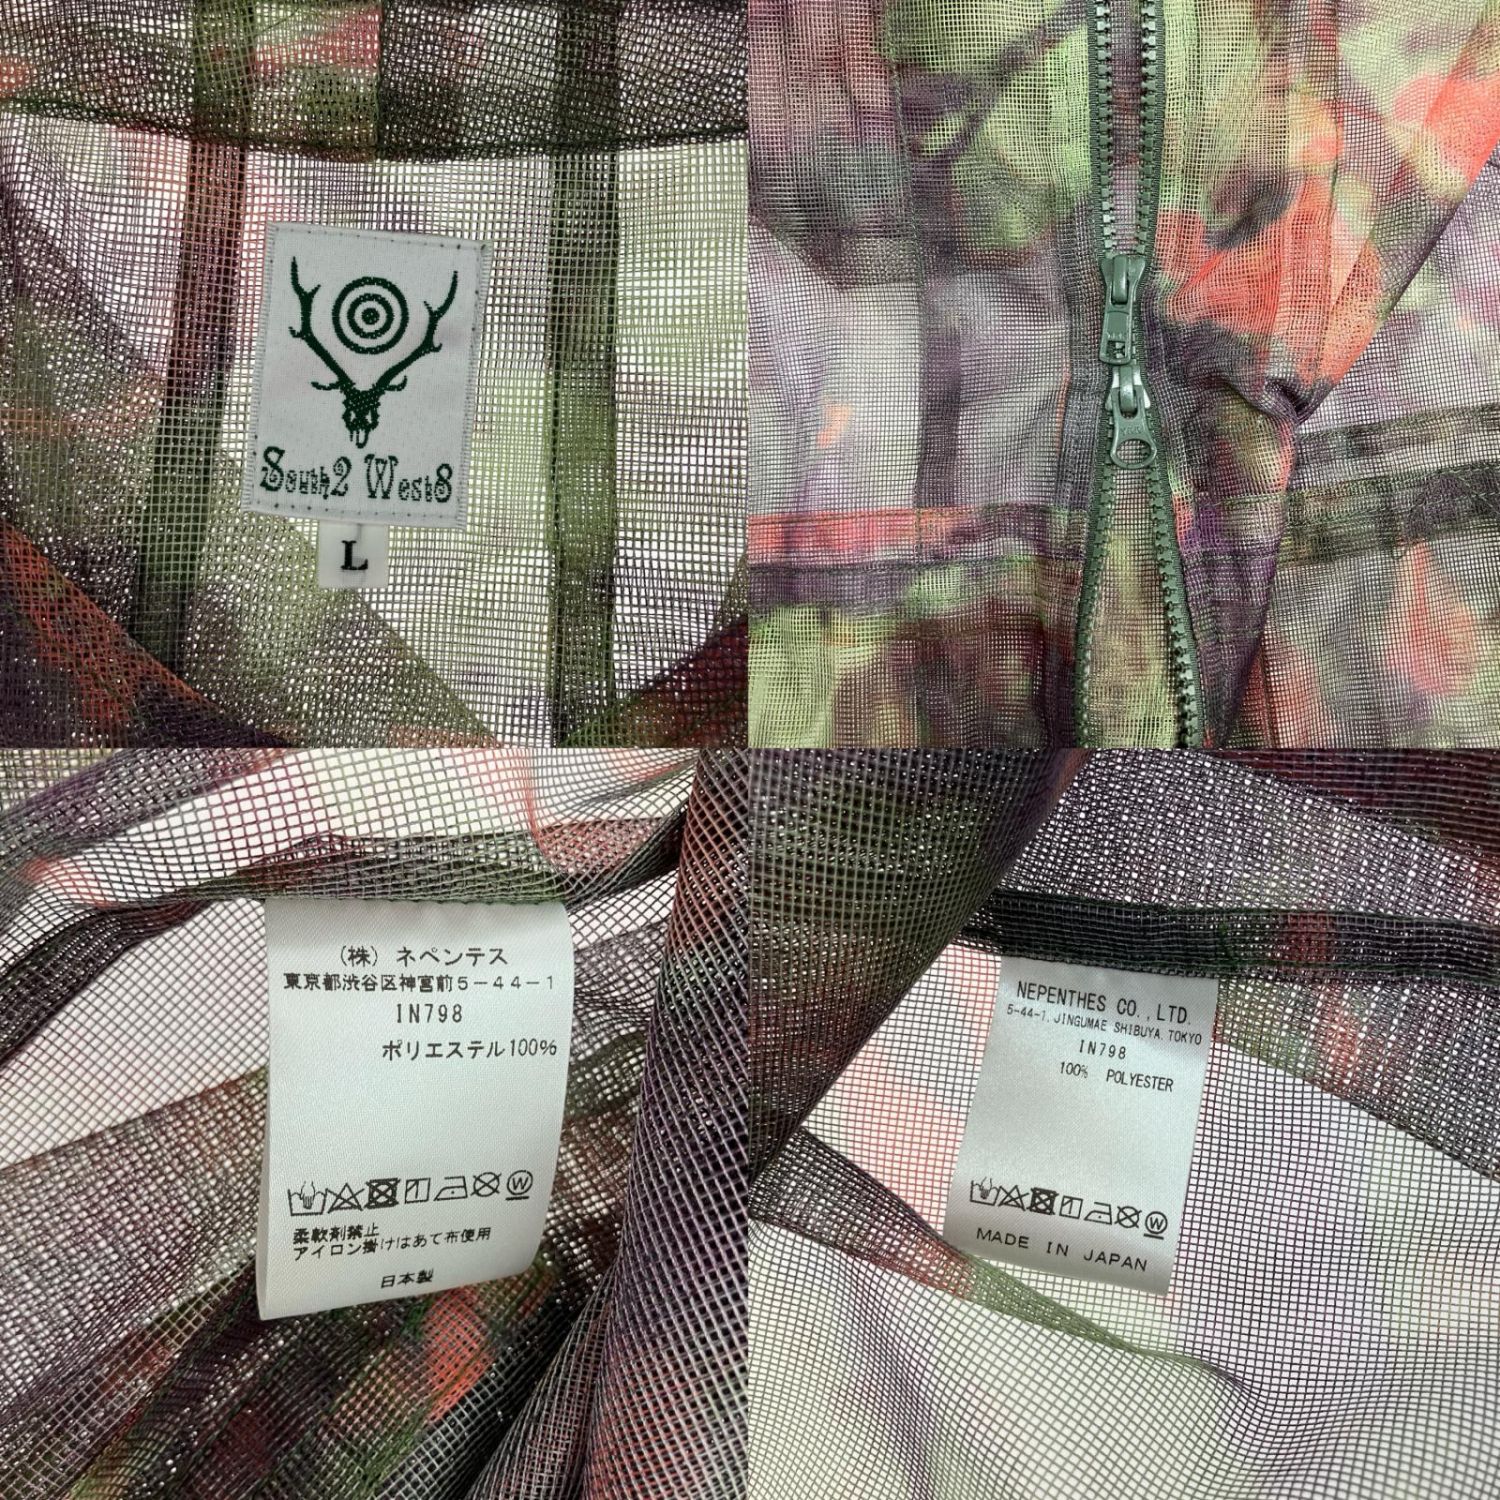 South2 West8
L
(株) ネペンテス
東京都渋谷区神宮前5-44-1
IN798
ポリエステル100%
柔軟剤禁止
アイロン掛けはあて布使用
日本製
NEPENTHES CO.,LTD
5-44-1. JINGUMAE SHIBUYA. TOKYO
IN798
100% POLYESTER
MADE IN JAPAN